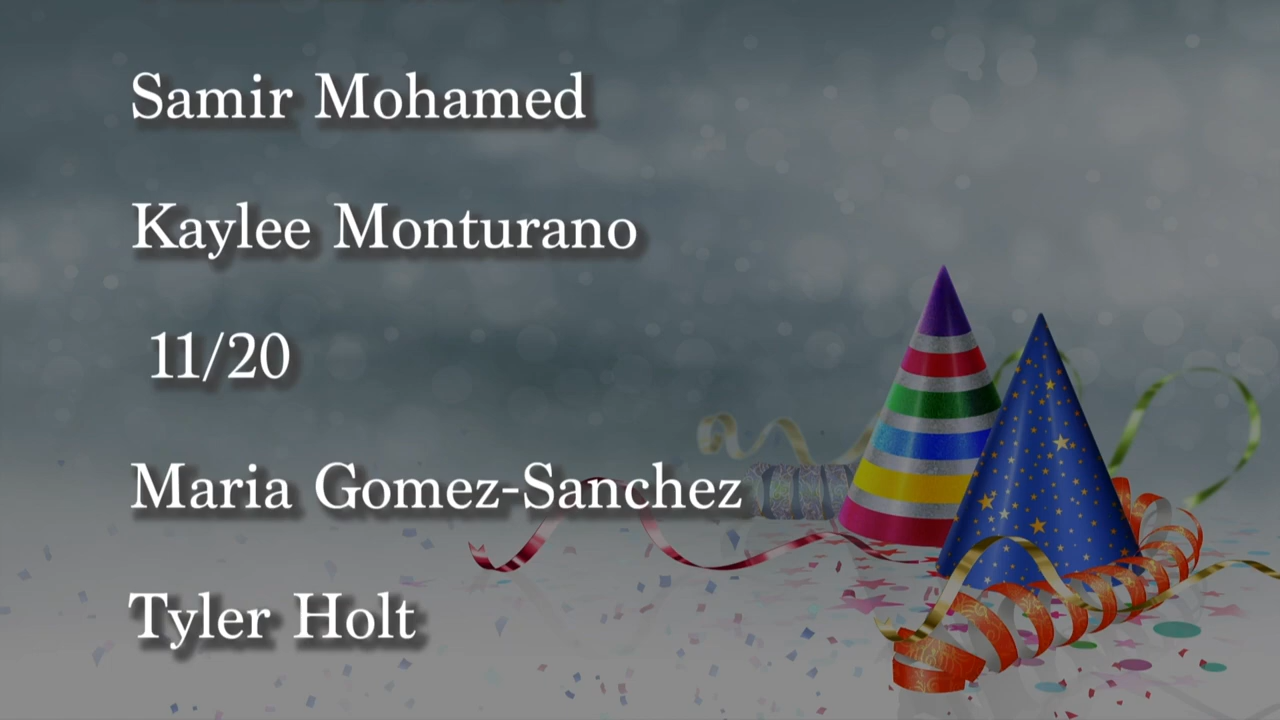 Samir Mohamed
Kaylee Monturano
11/20
Maria Gomez-Sanchez
Tyler Holt